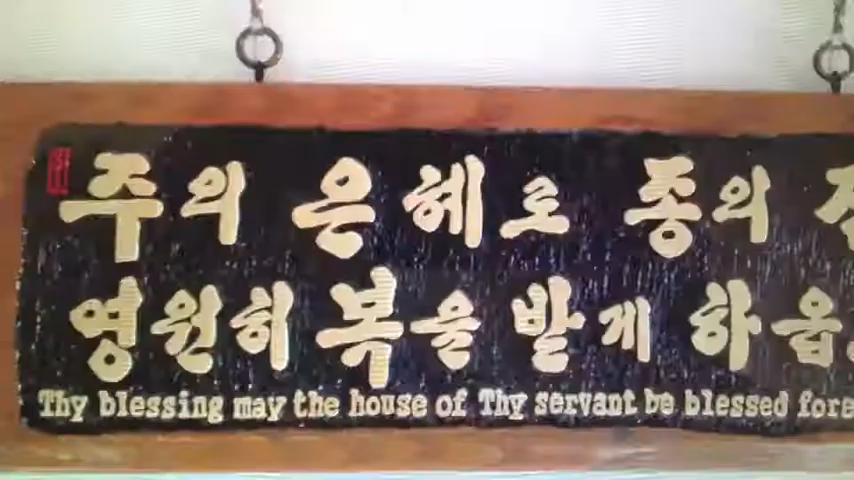 주의 은혜로 종의
영원히 복을 받게 하옵
Thy blessing may the house of Thy servant be blessed fore